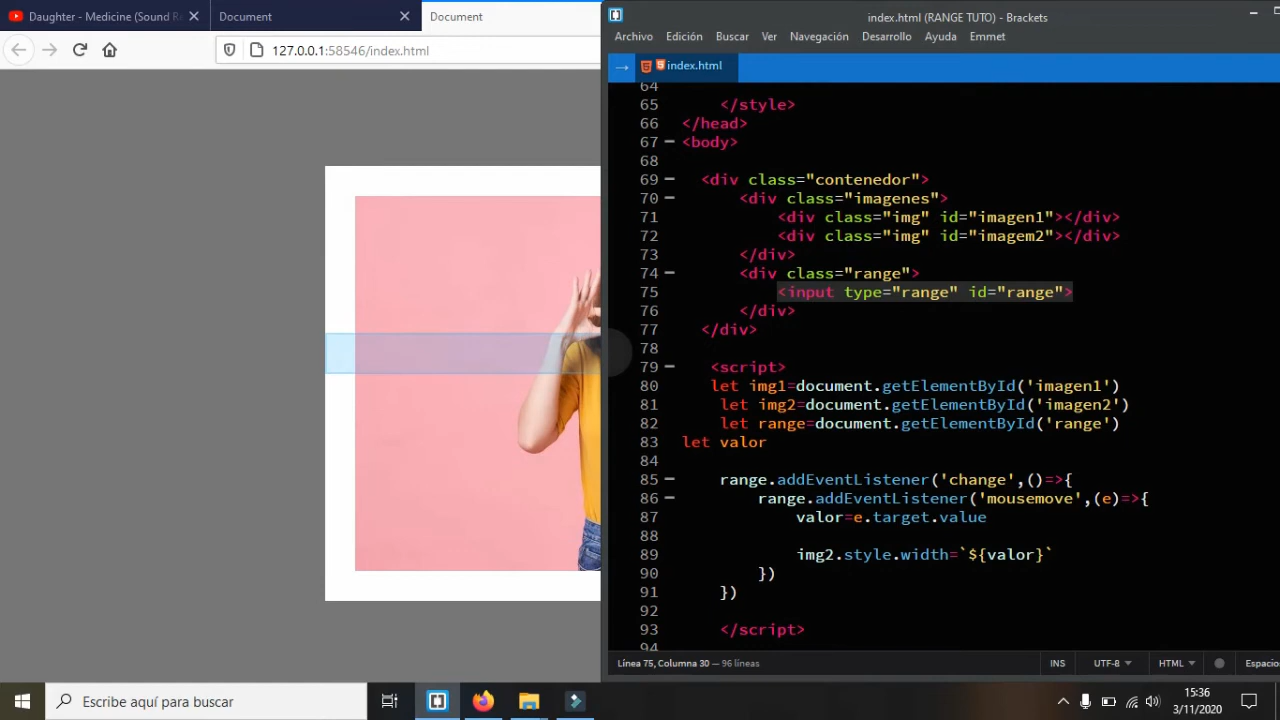 Daughter - Medicine (Sound R
Document
Document
127.0.0.1:58546/index.html
index.html (RANGE TUTO) - Brackets
Archivo Edición Buscar Ver Navegación Desarrollo Ayuda Emmet
index.html
64
65 </style>
66 </head>
67 <body>
68
69 <div class="contenedor">
70 <div class="imagenes">
71 <div class="img" id="imagen1"></div>
72 <div class="img" id="imagem2"></div>
73 </div>
74 <div class="range">
75 <input type="range" id="range">
76 </div>
77 </div>
78
79 <script>
80 let img1=document.getElementById('imagen1')
81 let img2=document.getElementById('imagen2')
82 let range=document.getElementById('range')
83 let valor
84
85 range.addEventListener('change',()=>{
86 range.addEventListener('mousemove',(e)=>{
87 valor=e.target.value
88
89 img2.style.width=`${valor}`
90 })
91 })
92
93 </script>
94
Línea 75, Columna 30 — 96 líneas
INS UTF-8 HTML Espacio
Escribe aquí para buscar
15:36
3/11/2020